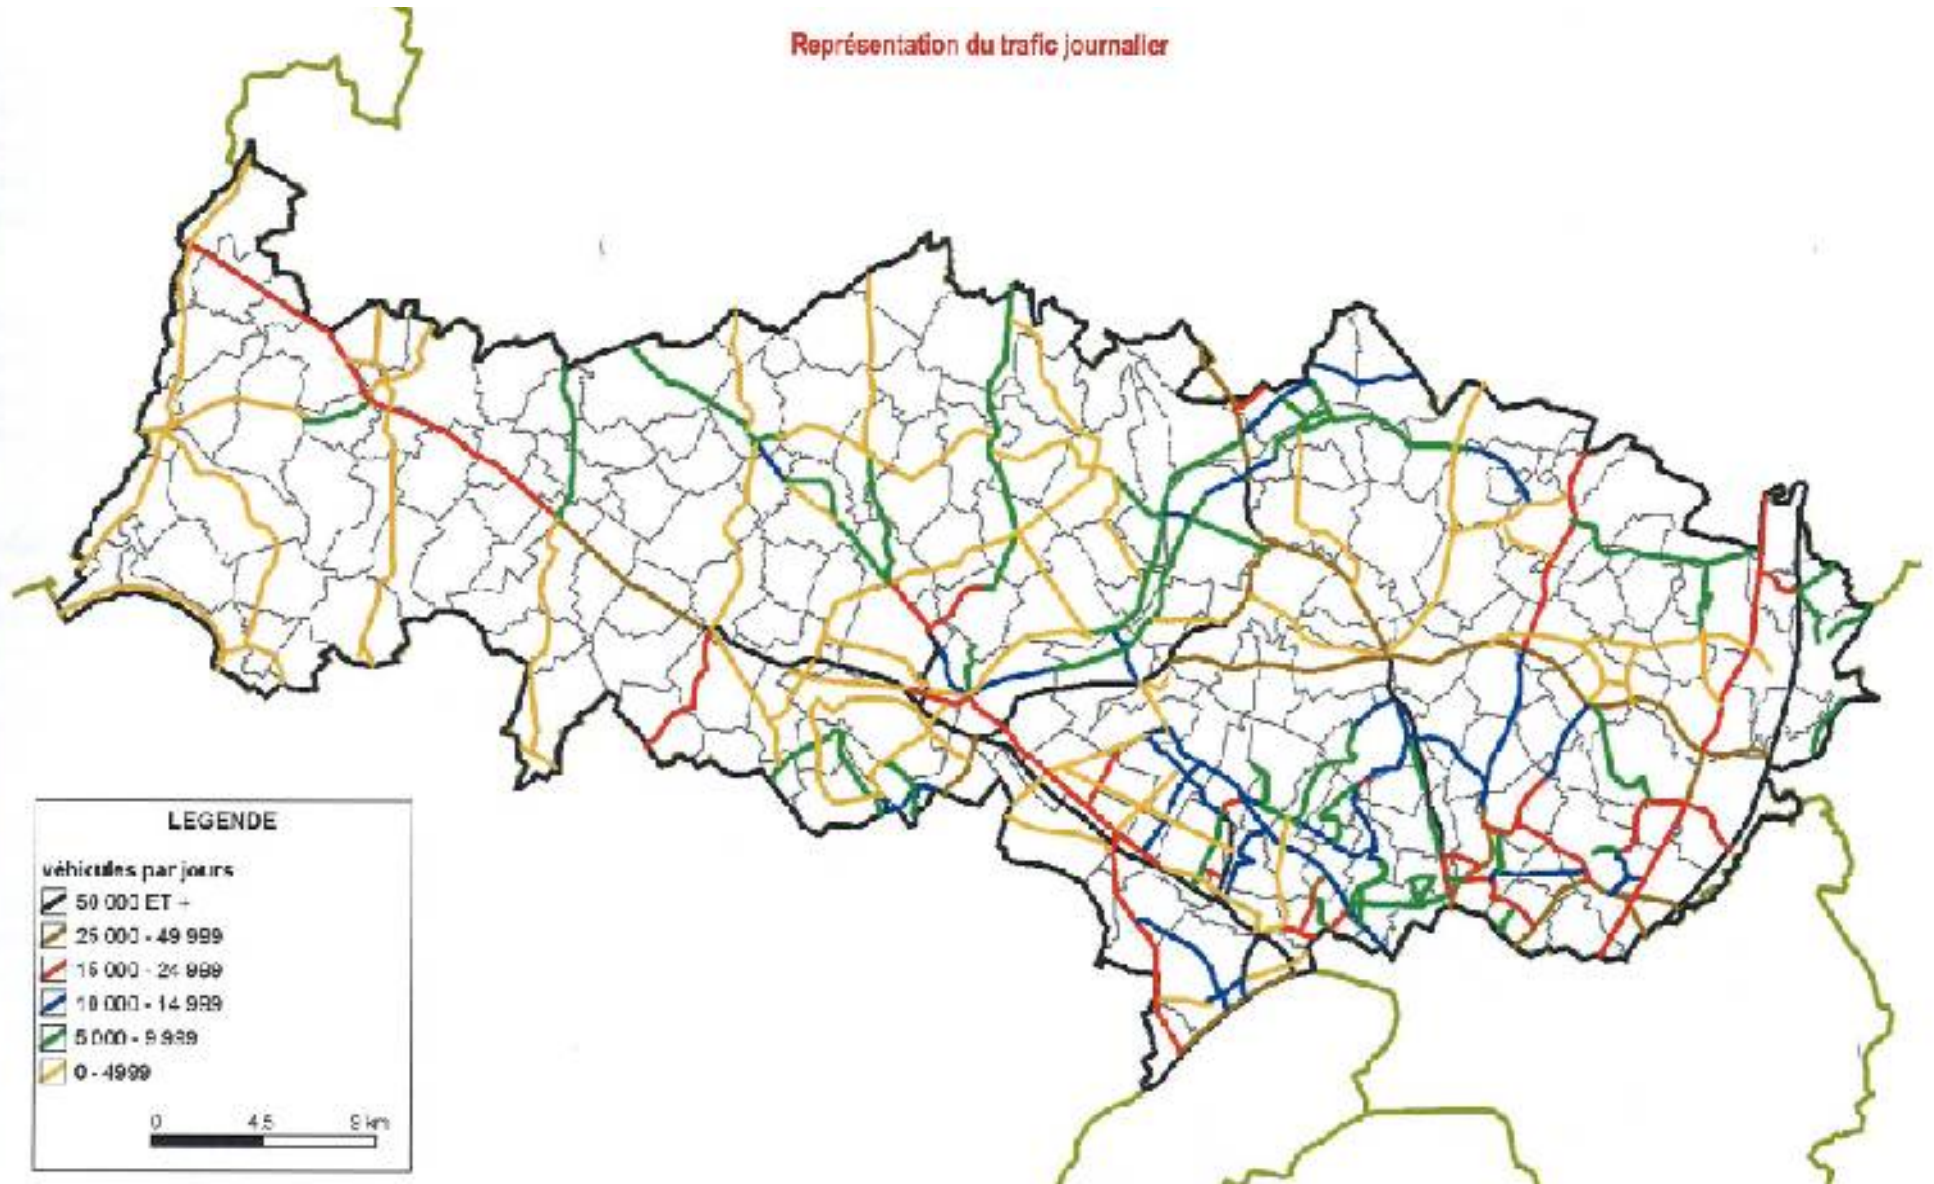 Représentation du trafic journalier
LEGENDE
véhicules par jours
50 000 ET +
25 000 - 49 999
15 000 - 24 999
10 000 - 14 999
5 000 - 9 999
0 - 4999
0 4.5 9 km